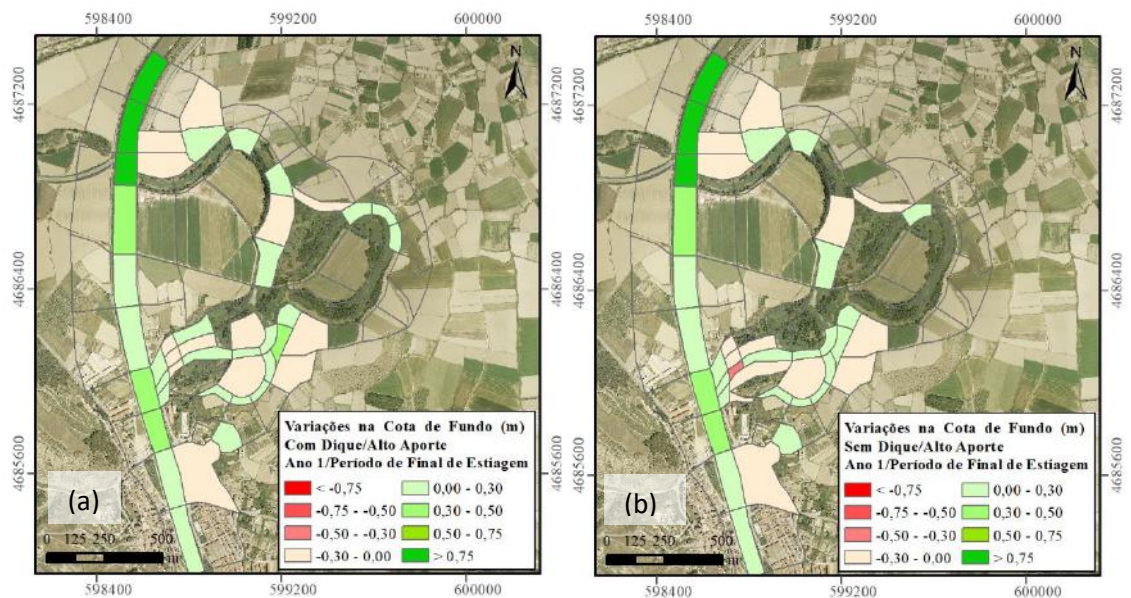 598400 599200 600000
N
4687200 4687200
4686400 4686400
4685600 4685600
Variações na Cota de Fundo (m)
Com Dique/Alto Aporte
Ano 1/Período de Final de Estiagem
< -0,75 0,00 - 0,30
-0,75 - -0,50 0,30 - 0,50
-0,50 - -0,30 0,50 - 0,75
-0,30 - 0,00 > 0,75
(a)
0 125 250 500
m
598400 599200 600000
598400 599200 600000
N
4687200 4687200
4686400 4686400
4685600 4685600
Variações na Cota de Fundo (m)
Sem Dique/Alto Aporte
Ano 1/Período de Final de Estiagem
< -0,75 0,00 - 0,30
-0,75 - -0,50 0,30 - 0,50
-0,50 - -0,30 0,50 - 0,75
-0,30 - 0,00 > 0,75
(b)
0 125 250 500
m
598400 599200 600000